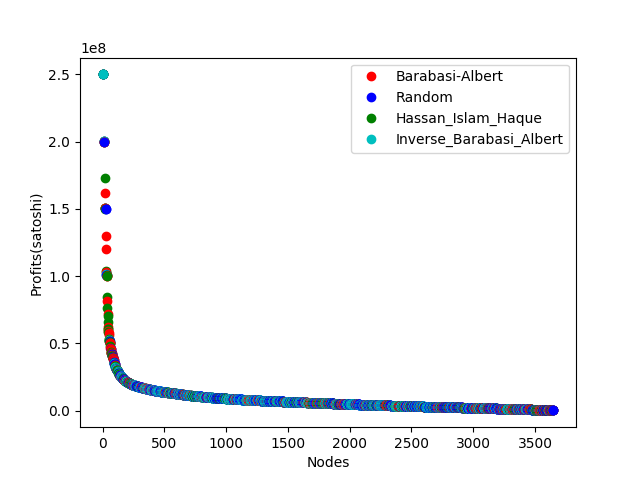 1e8
2.5
2.0
1.5
1.0
0.5
0.0
Profits(satoshi)
Barabasi-Albert
Random
Hassan_Islam_Haque
Inverse_Barabasi_Albert
0 500 1000 1500 2000 2500 3000 3500
Nodes